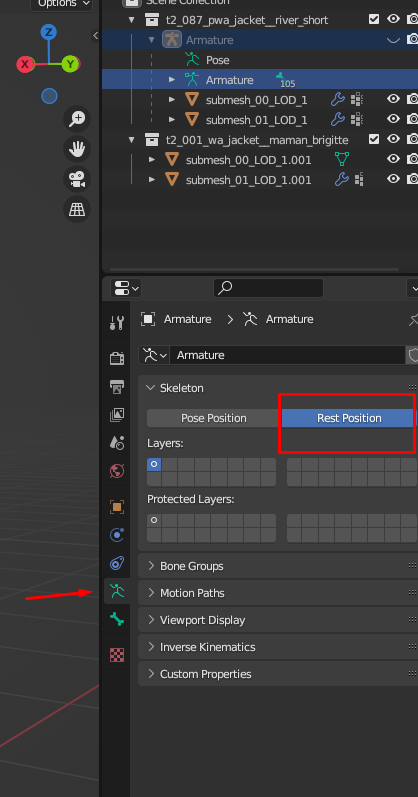 Options
Scene Collection
t2_087_pwa_jacket__river_short
Armature
Pose
Armature
105
submesh_00_LOD_1
submesh_01_LOD_1
t2_001_wa_jacket__maman_brigitte
submesh_00_LOD_1.001
submesh_01_LOD_1.001
Z
X
Y
Armature
Armature
Armature
Skeleton
Pose Position
Rest Position
Layers:
Protected Layers:
Bone Groups
Motion Paths
Viewport Display
Inverse Kinematics
Custom Properties